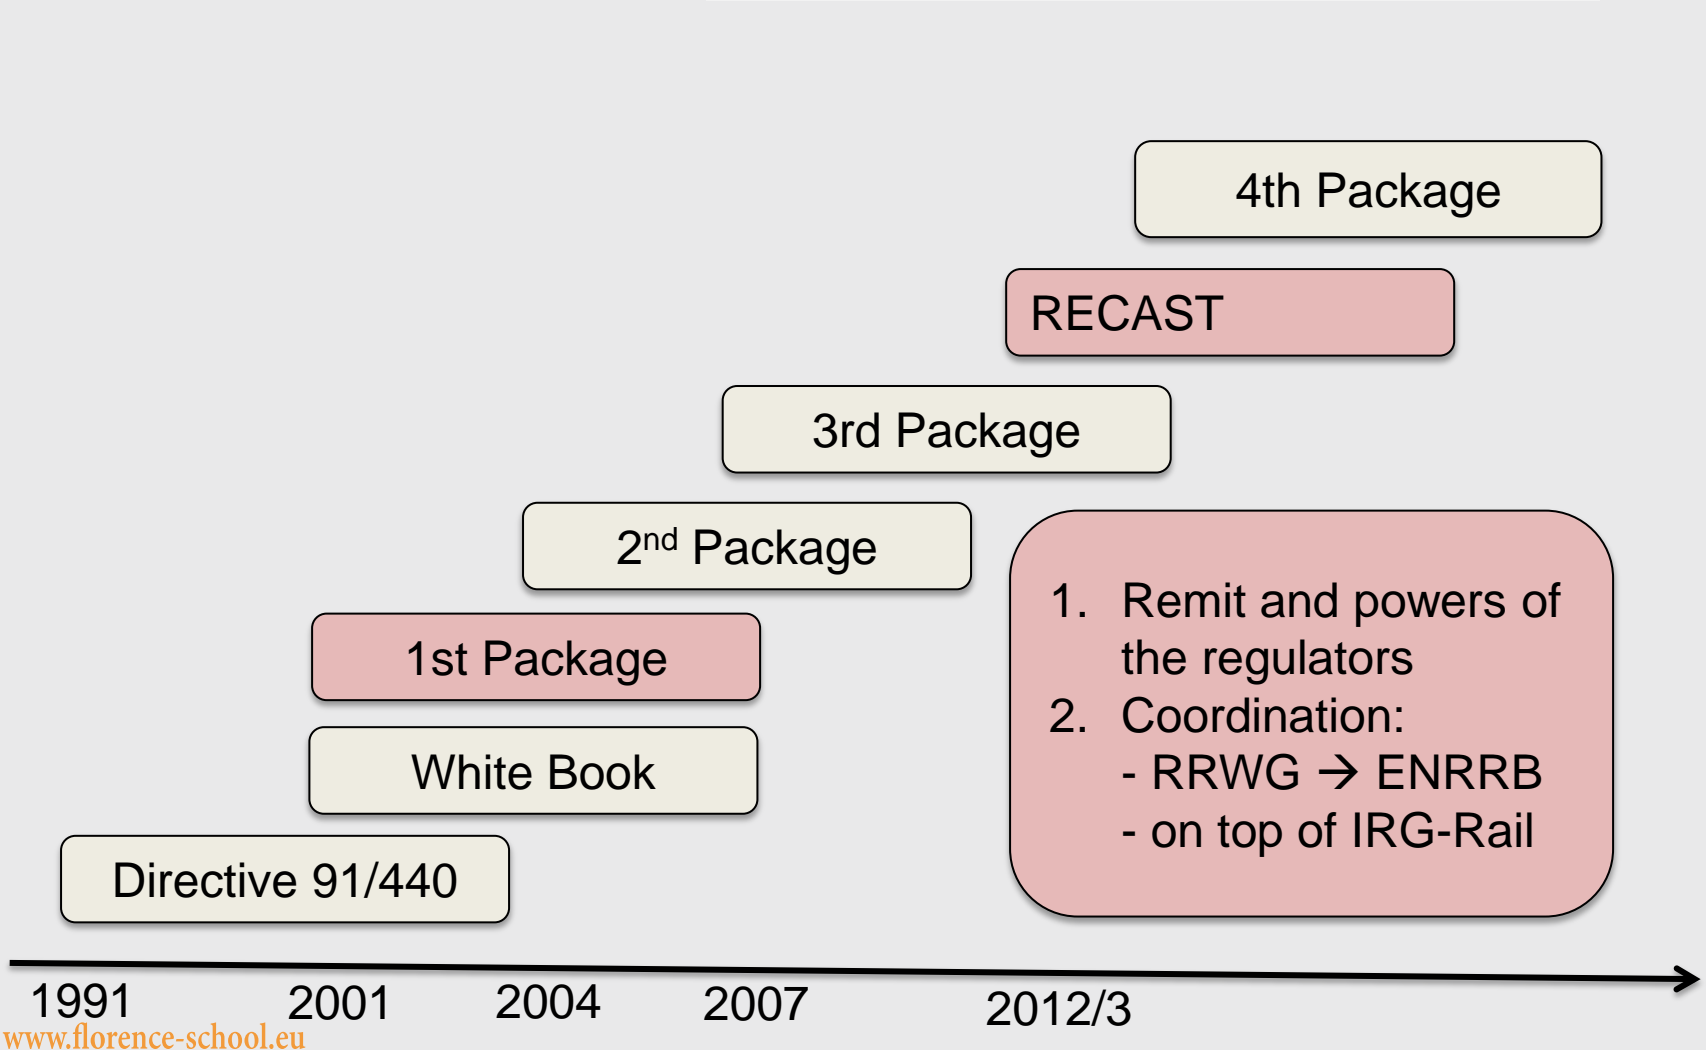 4th Package
RECAST
3rd Package
2nd Package
1. Remit and powers of
the regulators
2. Coordination:
- RRWG → ENRRB
- on top of IRG-Rail
1st Package
White Book
Directive 91/440
1991 2001 2004 2007 2012/3
www.florence-school.eu